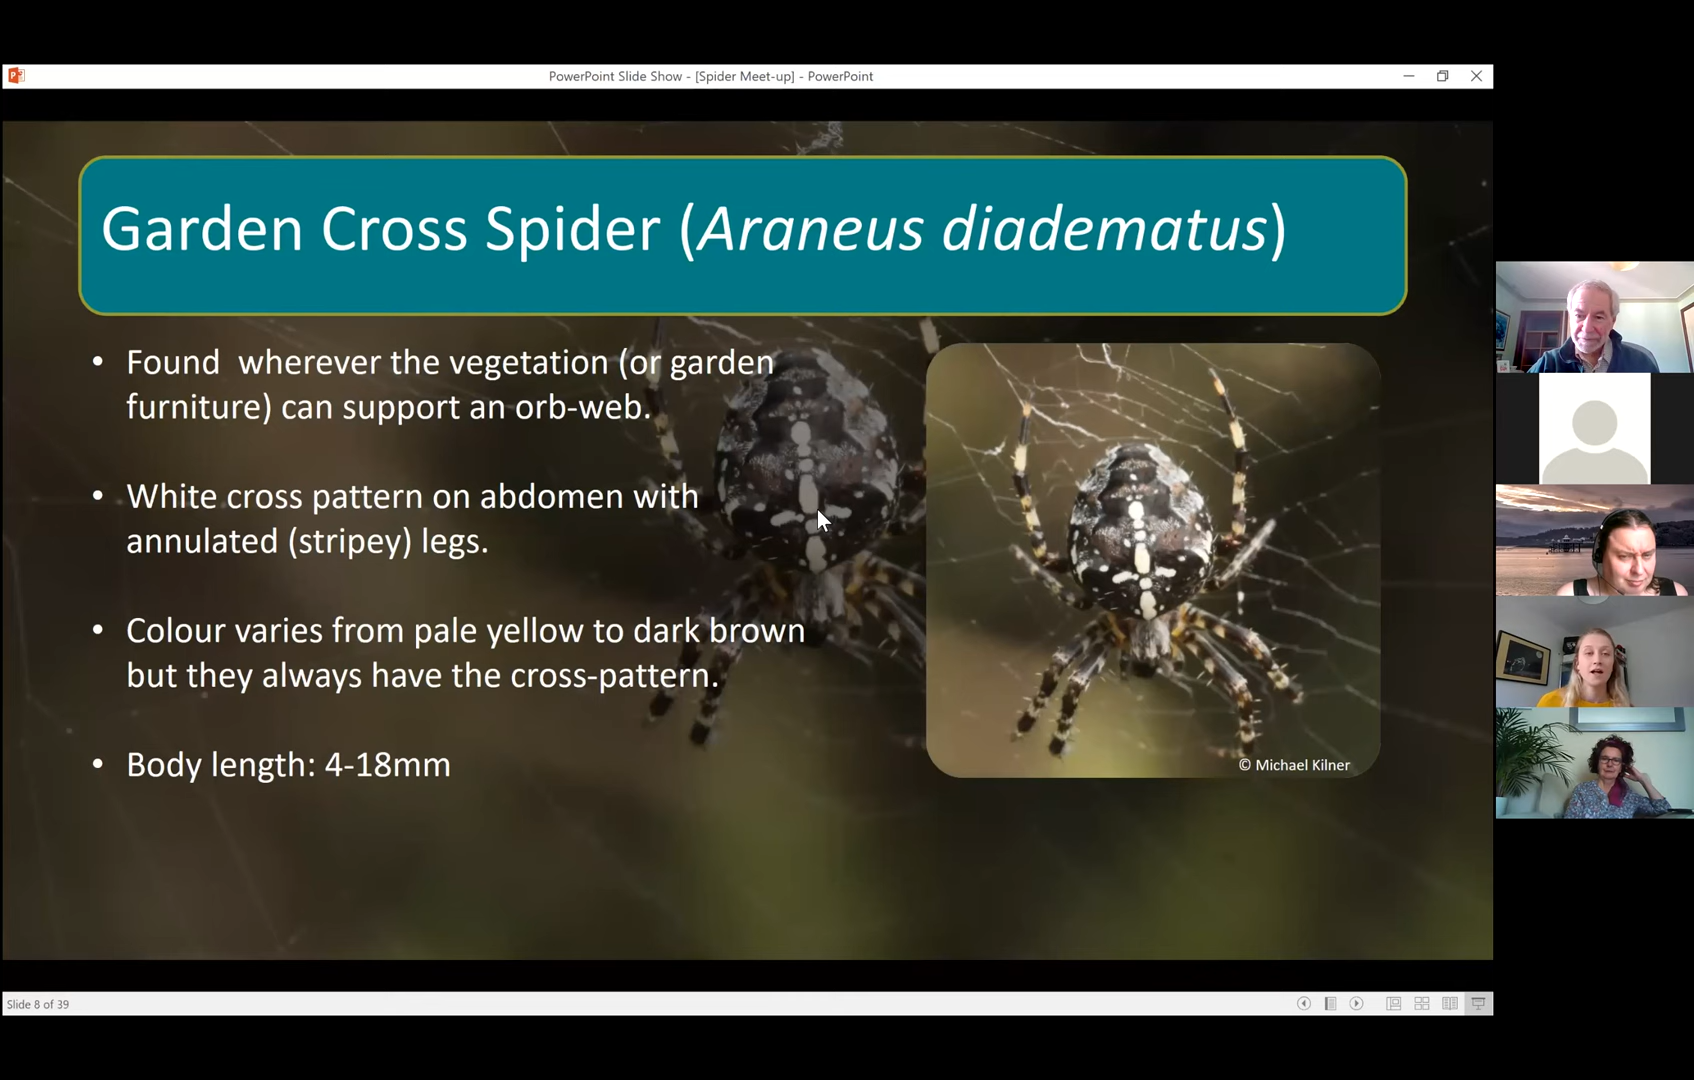 PowerPoint Slide Show - [Spider Meet-up] - PowerPoint
Garden Cross Spider (Araneus diadematus)
• Found  wherever the vegetation (or garden
furniture) can support an orb-web.
• White cross pattern on abdomen with
annulated (stripey) legs.
• Colour varies from pale yellow to dark brown
but they always have the cross-pattern.
• Body length: 4-18mm
© Michael Kilner
Slide 8 of 39